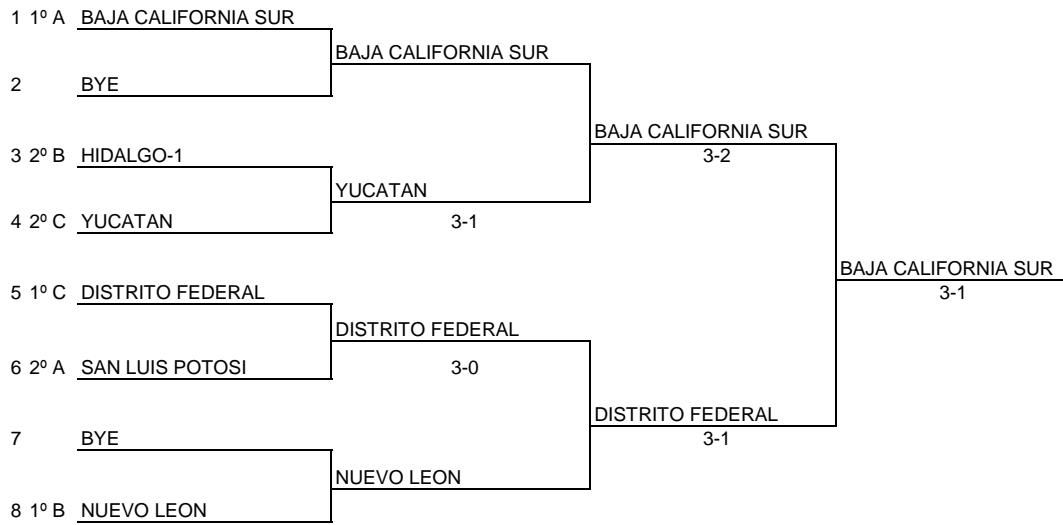 1 1º A BAJA CALIFORNIA SUR
BAJA CALIFORNIA SUR
2 BYE
BAJA CALIFORNIA SUR
3 2º B HIDALGO-1
3-2
YUCATAN
4 2º C YUCATAN
3-1
BAJA CALIFORNIA SUR
5 1º C DISTRITO FEDERAL
3-1
DISTRITO FEDERAL
6 2º A SAN LUIS POTOSI
3-0
DISTRITO FEDERAL
7 BYE
3-1
NUEVO LEON
8 1º B NUEVO LEON